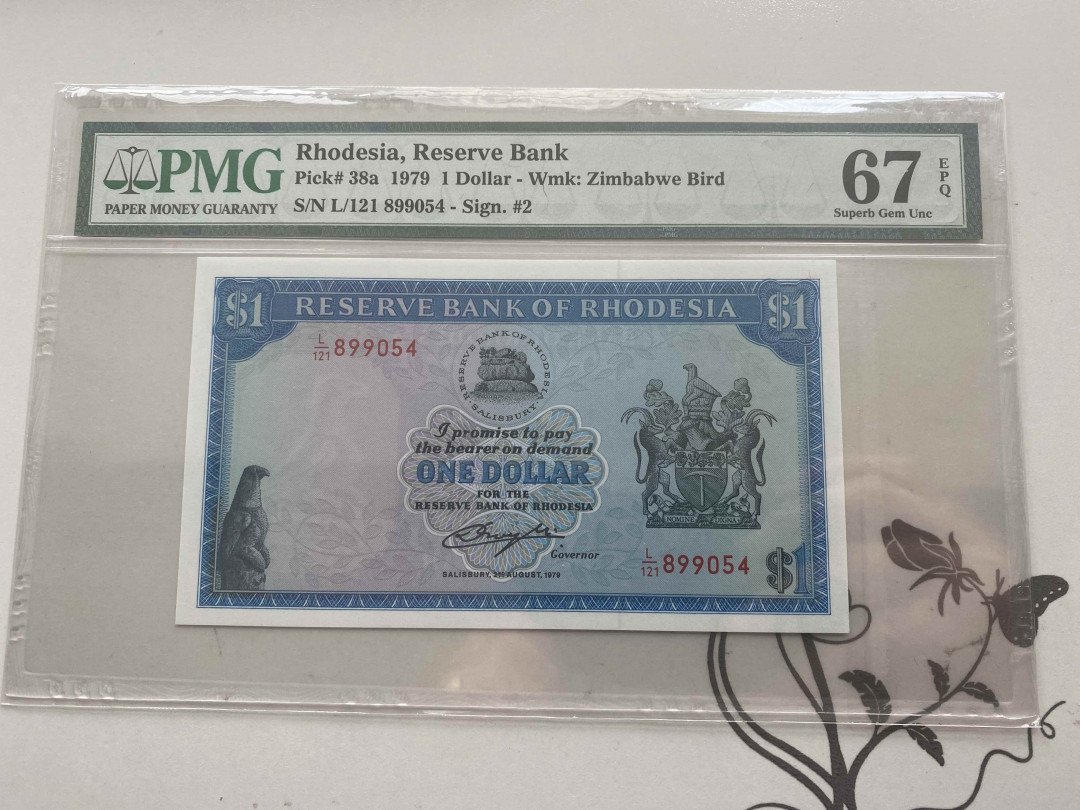 PMG
PAPER MONEY GUARANTY
Rhodesia, Reserve Bank
Pick# 38a 1979 1 Dollar - Wmk: Zimbabwe Bird
S/N L/121 899054 - Sign. #2
67 EPQ
Superb Gem Unc
$1 RESERVE BANK OF RHODESIA $1
L/121 899054
RESERVE BANK OF RHODESIA
· SALISBURY ·
I promise to pay
the bearer on demand
ONE DOLLAR
FOR THE
RESERVE BANK OF RHODESIA
Governor
SALISBURY, 2ND AUGUST, 1979
NOMINE DIGNA
L/121 899054
$1